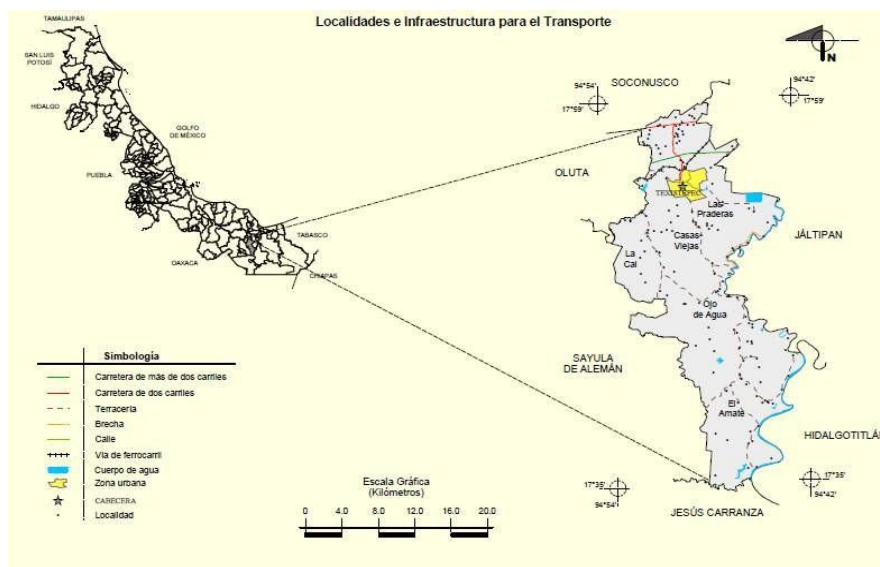 Localidades e Infraestructura para el Transporte
TAMAULIPAS
SAN LUIS
POTOSÍ
HIDALGO
GOLFO
DE MÉXICO
PUEBLA
TABASCO
OAXACA
CHIAPAS
N
SOCONUSCO
94°54'
17°59'
94°42'
17°59'
OLUTA
TEXISTEPEC
Las
Praderas
Casas
Viejas
JÁLTIPAN
La
Cal
Ojo
de Agua
SAYULA
DE ALEMÁN
El
Amate
HIDALGOTITLÁ
17°35'
94°54'
17°35'
94°42'
JESÚS CARRANZA
Simbología
Carretera de más de dos carriles
Carretera de dos carriles
Terracería
Brecha
Calle
Vía de ferrocarril
Cuerpo de agua
Zona urbana
CABECERA
Localidad
Escala Gráfica
(Kilómetros)
0 4.0 8.0 12.0 16.0 20.0